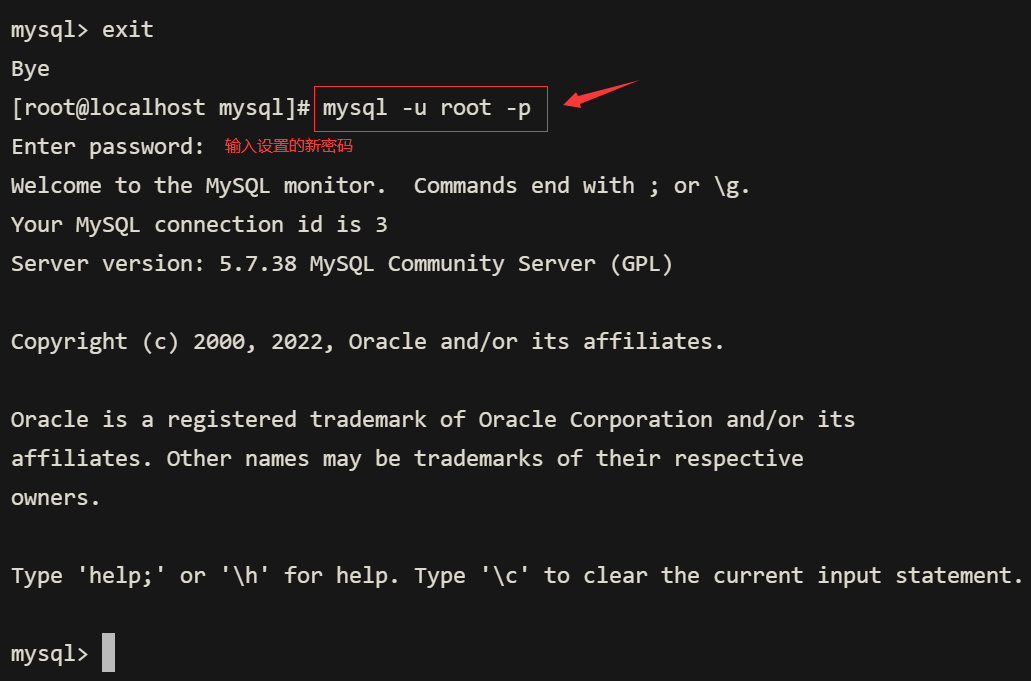 mysql> exit
Bye
[root@localhost mysql]# mysql -u root -p
Enter password: 输入设置的新密码
Welcome to the MySQL monitor.  Commands end with ; or \g.
Your MySQL connection id is 3
Server version: 5.7.38 MySQL Community Server (GPL)
Copyright (c) 2000, 2022, Oracle and/or its affiliates.
Oracle is a registered trademark of Oracle Corporation and/or its
affiliates. Other names may be trademarks of their respective
owners.
Type 'help;' or '\h' for help. Type '\c' to clear the current input statement.
mysql>